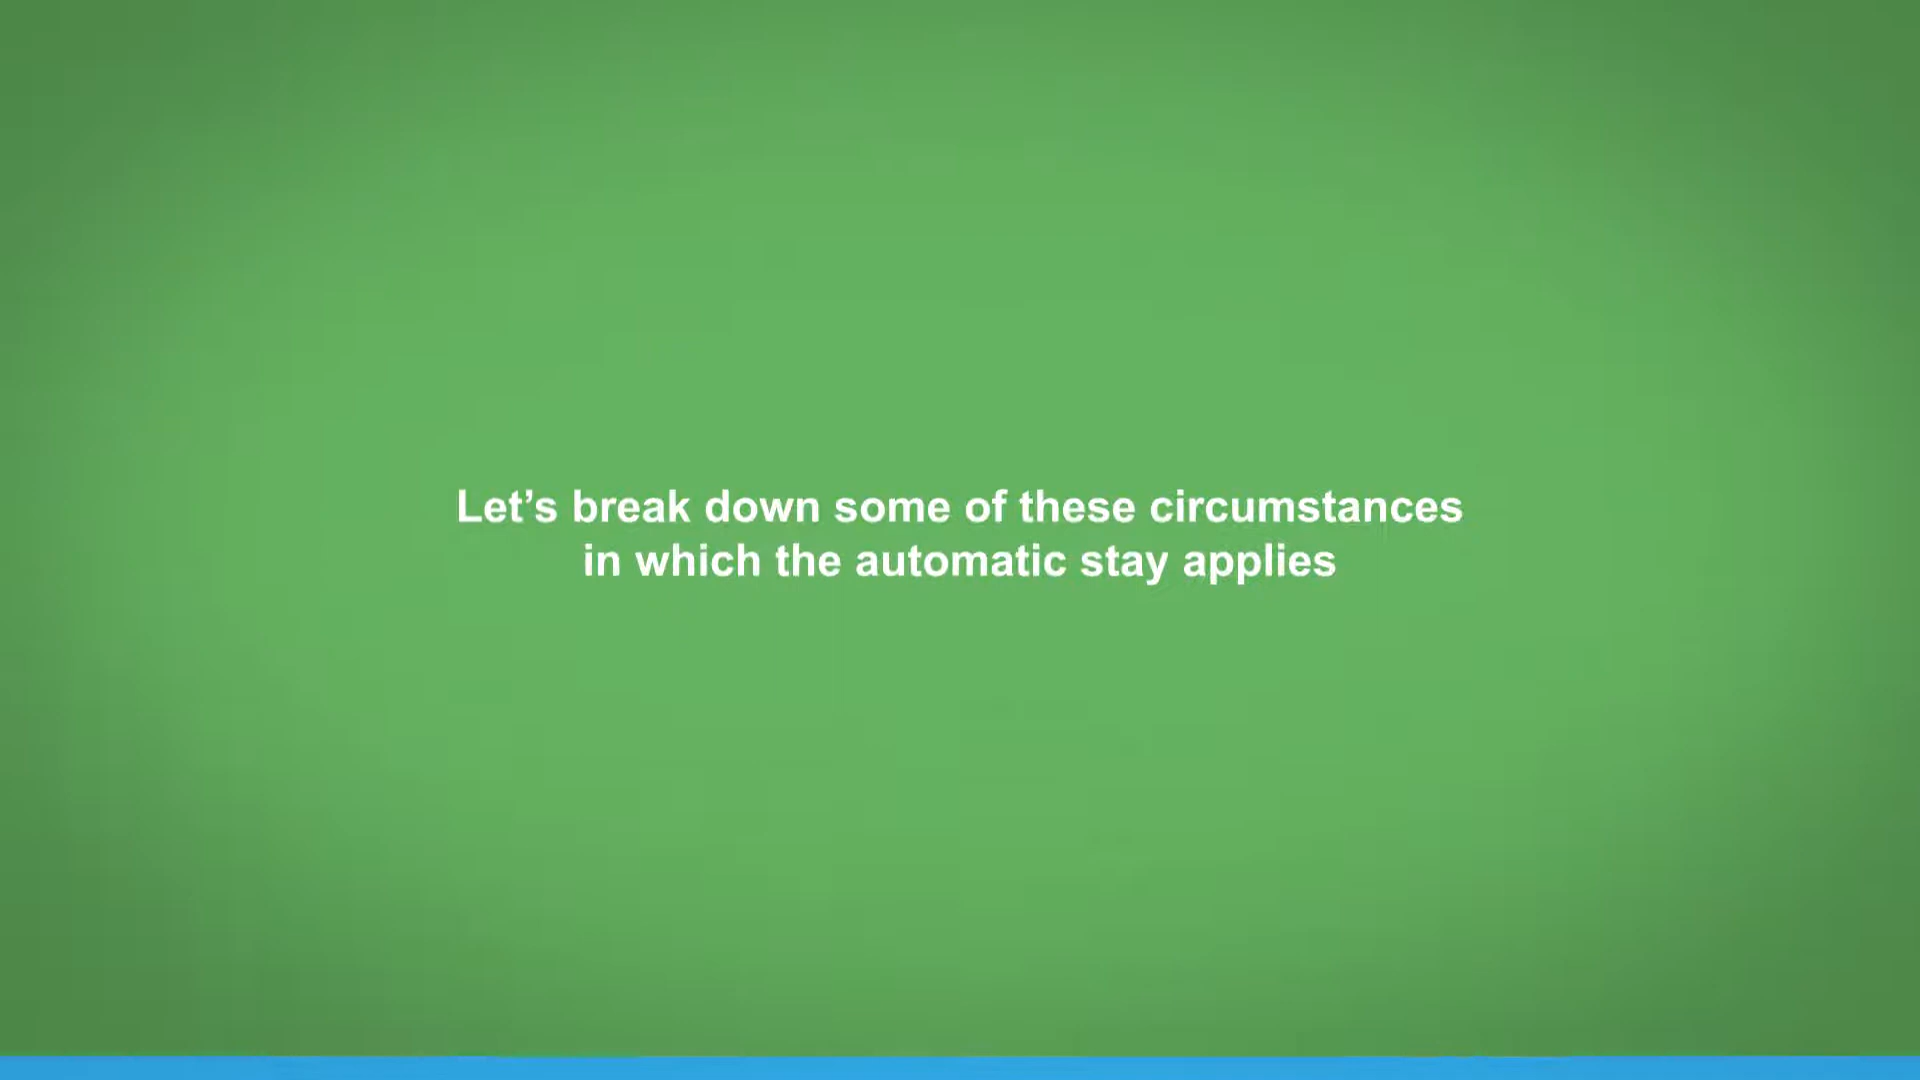 Let’s break down some of these circumstances
in which the automatic stay applies